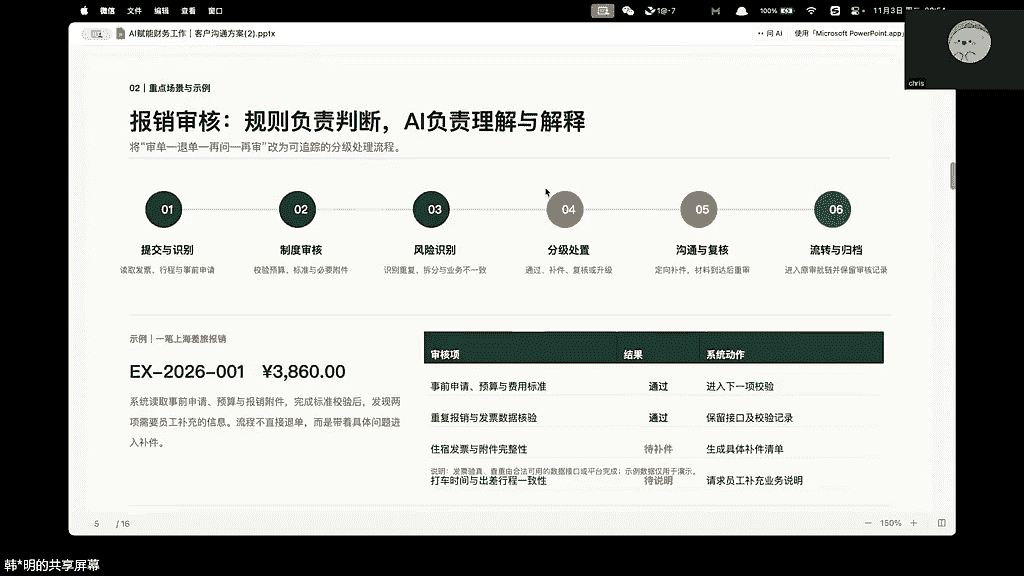 微信 文件 编辑 查看 窗口
1@·7 100% 11月3日
AI赋能财务工作 | 客户沟通方案(2).pptx
问 AI 使用「Microsoft PowerPoint.app」
chris
02 | 重点场景与示例
报销审核：规则负责判断，AI负责理解与解释
将“审单—退单—再问—再审”改为可追踪的分级处理流程。
01 02 03 04 05 06
提交与识别 制度审核 风险识别 分级处置 沟通与复核 流转与归档
读取发票、行程与事前申请 校验预算、标准与必要附件 识别重复、拆分与业务不一致 通过、补件、复核或升级 定向补件，材料到达后重审 进入原审批链并保留审核记录
示例 | 一笔上海差旅报销
EX-2026-001 ¥3,860.00
系统读取事前申请、预算与报销附件，完成标准校验后，发现两
项需要员工补充的信息。流程不直接退单，而是带着具体问题进
入补件。
审核项 结果 系统动作
事前申请、预算与费用标准 通过 进入下一项校验
重复报销与发票数据核验 通过 保留接口及校验记录
住宿发票与附件完整性 待补件 生成具体补件清单
说明：发票验真、查重由合法可用的数据接口或平台完成；示例数据仅用于演示。
打车时间与出差行程一致性 待说明 请求员工补充业务说明
5 / 16 150%
韩*明的共享屏幕